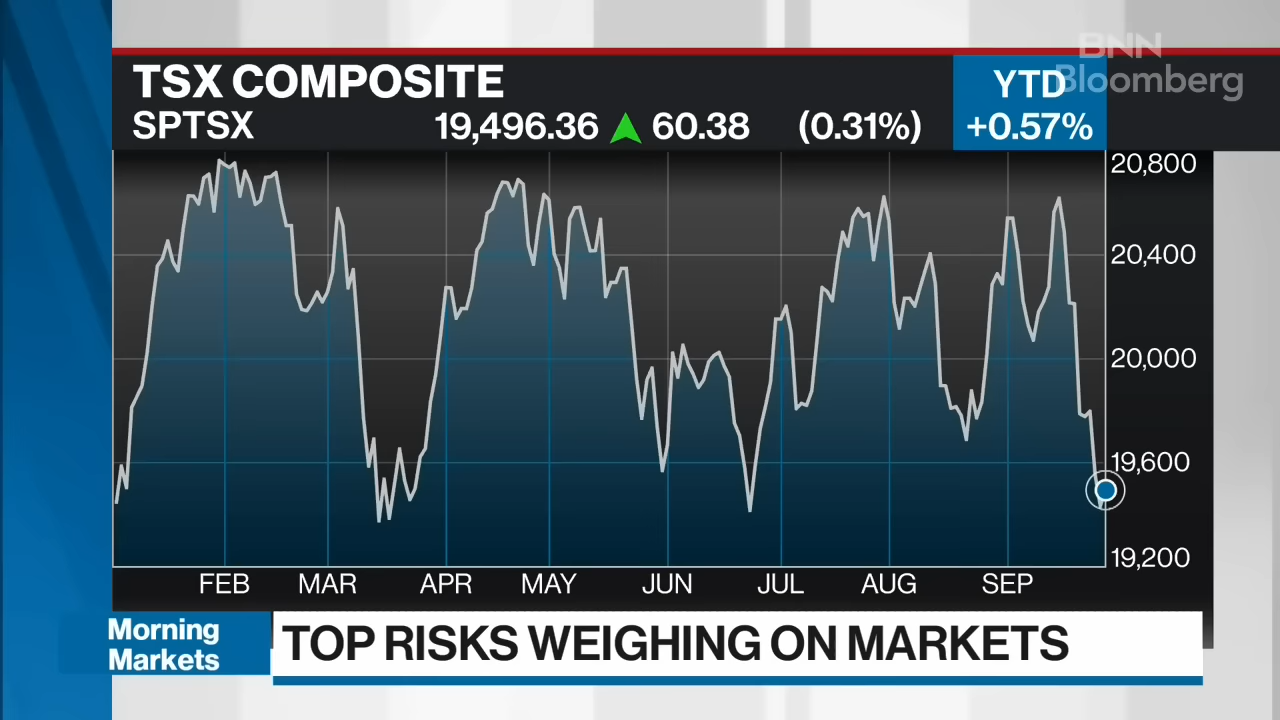 BNN
Bloomberg
TSX COMPOSITE
SPTSX
19,496.36
60.38
(0.31%)
YTD
+0.57%
20,800
20,400
20,000
19,600
19,200
FEB MAR APR MAY JUN JUL AUG SEP
Morning
Markets
TOP RISKS WEIGHING ON MARKETS